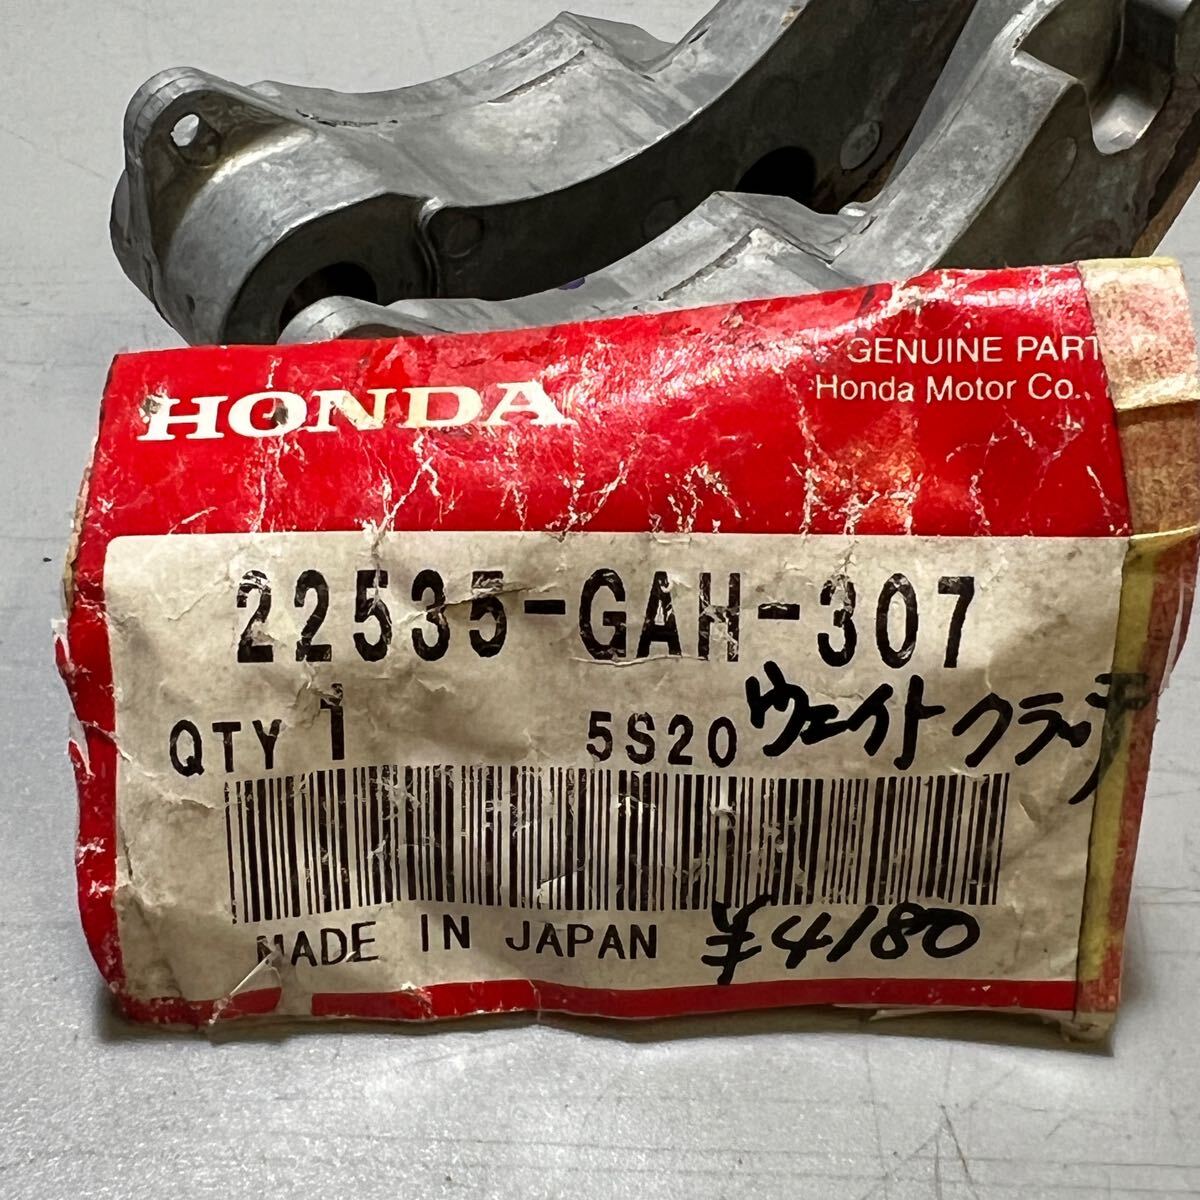 HONDA
GENUINE PART
Honda Motor Co.,
22535-GAH-307
QTY 1 5S20 ウェイトクラッチ
MADE IN JAPAN ¥4180